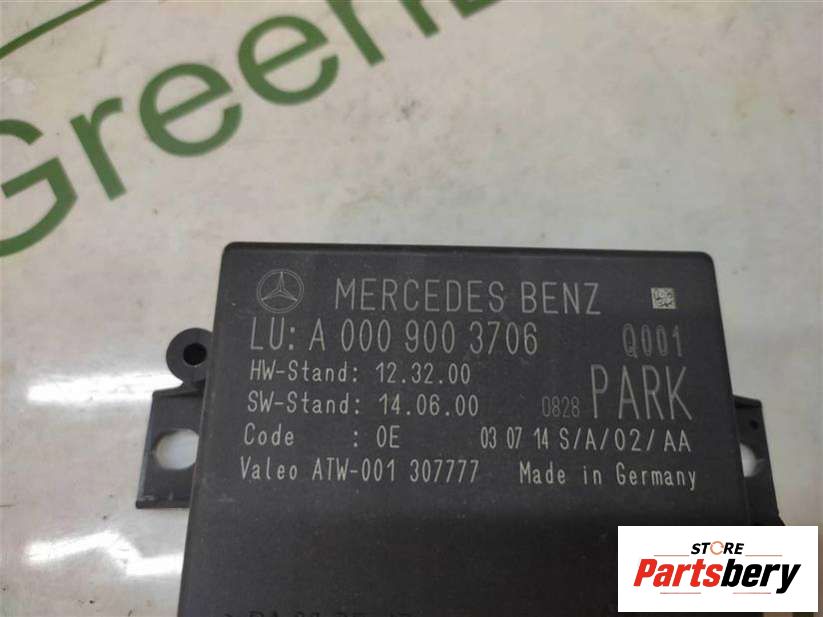 Green
MERCEDES BENZ
LU: A 000 900 3706 Q001
HW-Stand: 12.32.00
SW-Stand: 14.06.00 0828 PARK
Code : 0E 03 07 14 S/A/02/AA
Valeo ATW-001 307777 Made in Germany
STORE
Partsbery